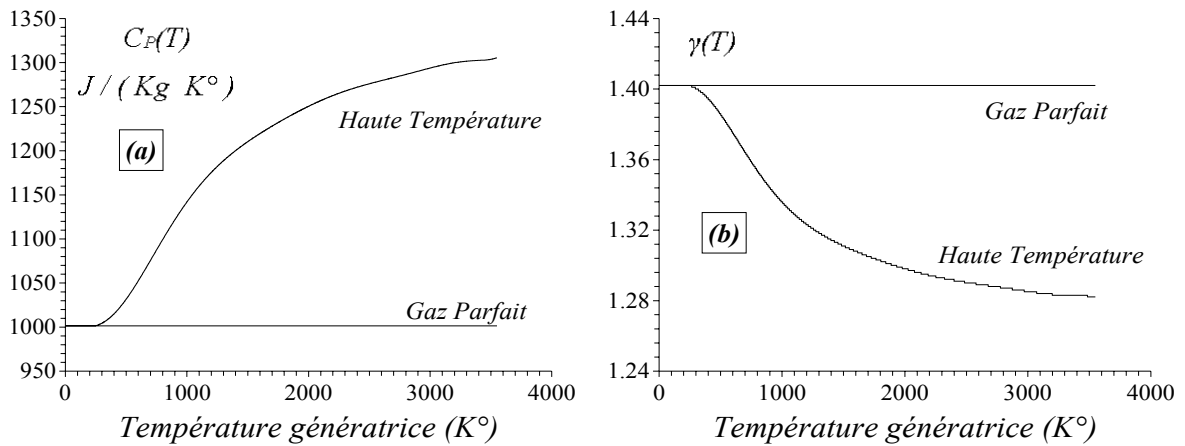 1350
1300
1250
1200
1150
1100
1050
1000
950
C_P(T)
J / ( Kg K° )
(a)
Haute Température
Gaz Parfait
0 1000 2000 3000 4000
Température génératrice (K°)
1.44
1.40
1.36
1.32
1.28
1.24
γ(T)
Gaz Parfait
(b)
Haute Température
0 1000 2000 3000 4000
Température génératrice (K°)